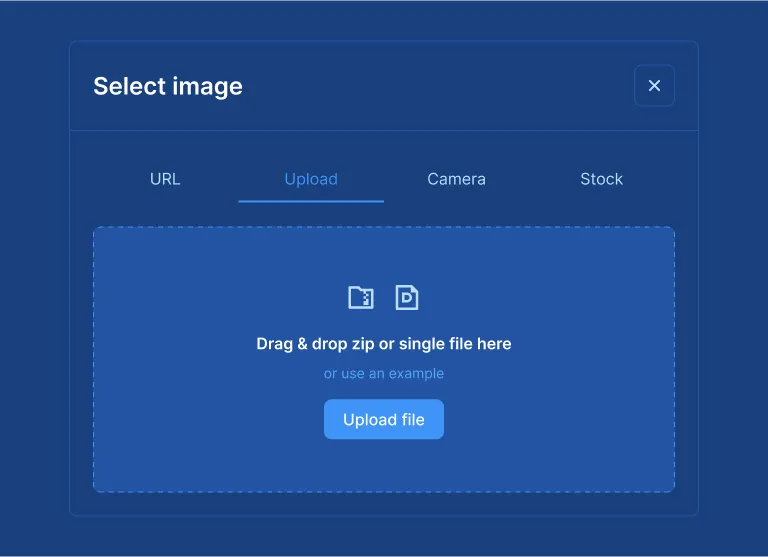 Select image
URL
Upload
Camera
Stock
D
Drag & drop zip or single file here
or use an example
Upload file